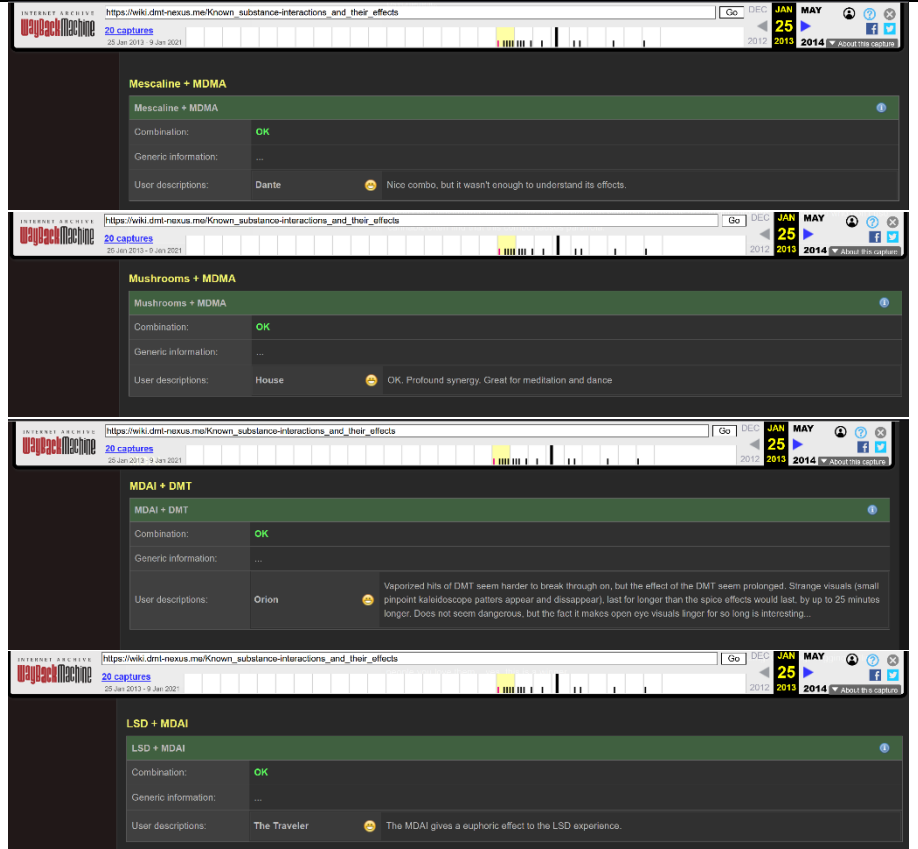 INTERNET ARCHIVE
WayBackMachine
https://wiki.dmt-nexus.me/Known_substance-interactions_and_their_effects
Go
DEC JAN MAY
20 captures
25
25 Jan 2013 - 9 Jan 2021
2012 2013 2014 ▼ About this capture
Mescaline + MDMA
Mescaline + MDMA
Combination: OK
Generic information: ...
User descriptions: Dante Nice combo, but it wasn't enough to understand its effects.
INTERNET ARCHIVE
WayBackMachine
https://wiki.dmt-nexus.me/Known_substance-interactions_and_their_effects
Go
DEC JAN MAY
20 captures
25
25 Jan 2013 - 9 Jan 2021
2012 2013 2014 ▼ About this capture
Mushrooms + MDMA
Mushrooms + MDMA
Combination: OK
Generic information: ...
User descriptions: House OK. Profound synergy. Great for meditation and dance
INTERNET ARCHIVE
WayBackMachine
https://wiki.dmt-nexus.me/Known_substance-interactions_and_their_effects
Go
DEC JAN MAY
20 captures
25
25 Jan 2013 - 9 Jan 2021
2012 2013 2014 ▼ About this capture
MDAI + DMT
MDAI + DMT
Combination: OK
Generic information: ...
User descriptions: Orion
Vaporized hits of DMT seem harder to break through on, but the effect of the DMT seem prolonged. Strange visuals (small
pinpoint kaleidoscope patters appear and dissappear), last for longer than the spice effects would last, by up to 25 minutes
longer. Does not seem dangerous, but the fact it makes open eye visuals linger for so long is interesting...
INTERNET ARCHIVE
WayBackMachine
https://wiki.dmt-nexus.me/Known_substance-interactions_and_their_effects
Go
DEC JAN MAY
20 captures
25
25 Jan 2013 - 9 Jan 2021
2012 2013 2014 ▼ About this capture
LSD + MDAI
LSD + MDAI
Combination: OK
Generic information: ...
User descriptions: The Traveler The MDAI gives a euphoric effect to the LSD experience.